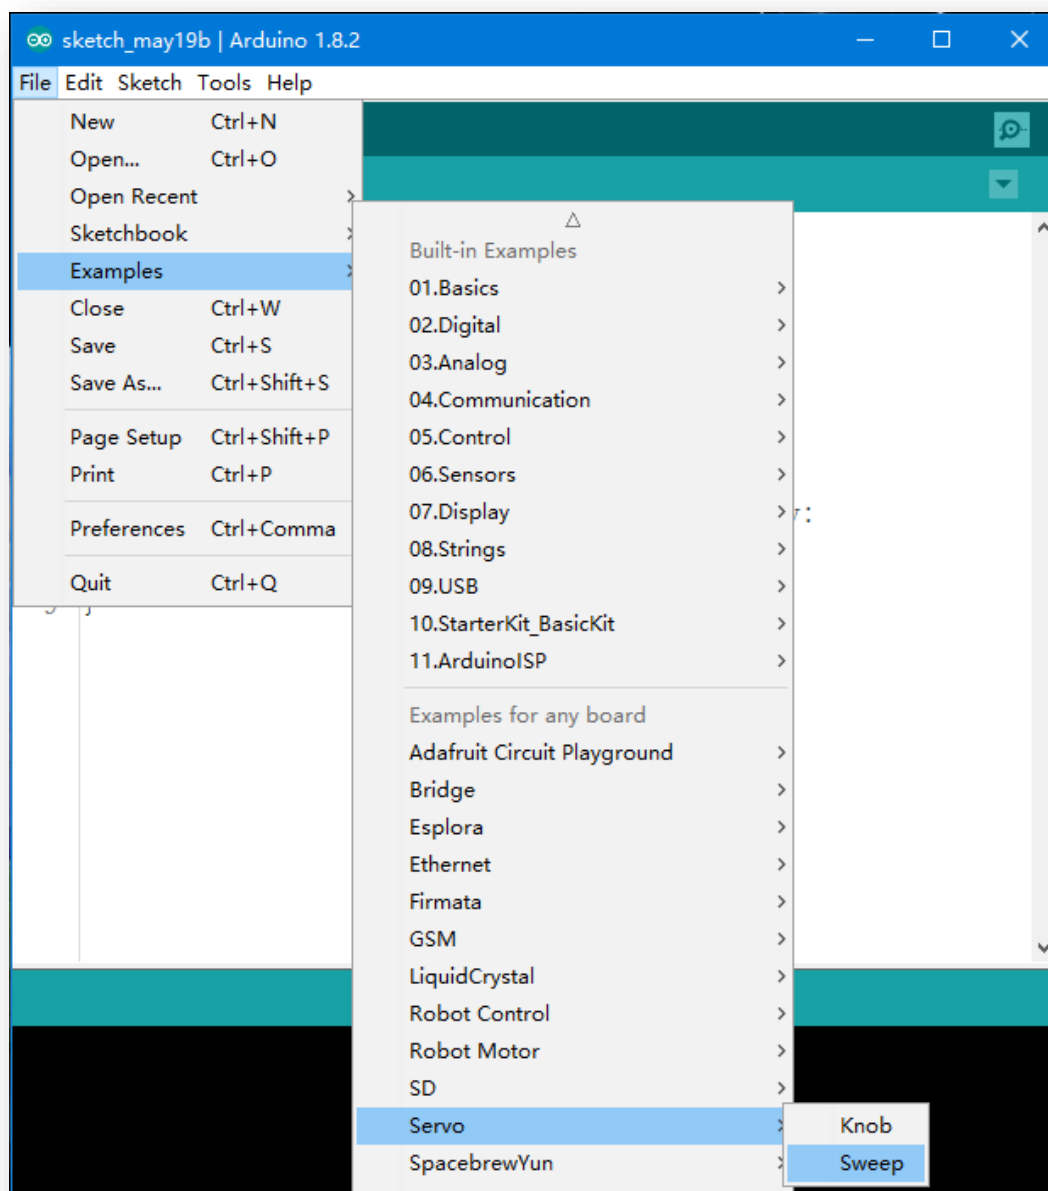 sketch_may19b | Arduino 1.8.2
File Edit Sketch Tools Help
New Ctrl+N
Open... Ctrl+O
Open Recent
Sketchbook
Examples
Close Ctrl+W
Save Ctrl+S
Save As... Ctrl+Shift+S
Page Setup Ctrl+Shift+P
Print Ctrl+P
Preferences Ctrl+Comma
Quit Ctrl+Q
Built-in Examples
01.Basics
02.Digital
03.Analog
04.Communication
05.Control
06.Sensors
07.Display
08.Strings
09.USB
10.StarterKit_BasicKit
11.ArduinoISP
Examples for any board
Adafruit Circuit Playground
Bridge
Esplora
Ethernet
Firmata
GSM
LiquidCrystal
Robot Control
Robot Motor
SD
Servo
SpacebrewYun
Knob
Sweep